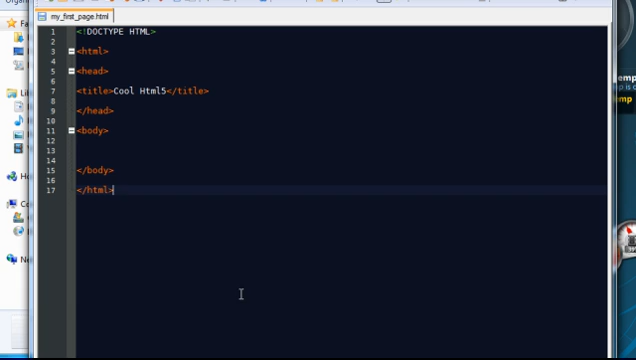 my_first_page.html
1 <!DOCTYPE HTML>
2
3 <html>
4
5 <head>
6
7 <title>Cool Html5</title>
8
9 </head>
10
11 <body>
12
13
14
15 </body>
16
17 </html>